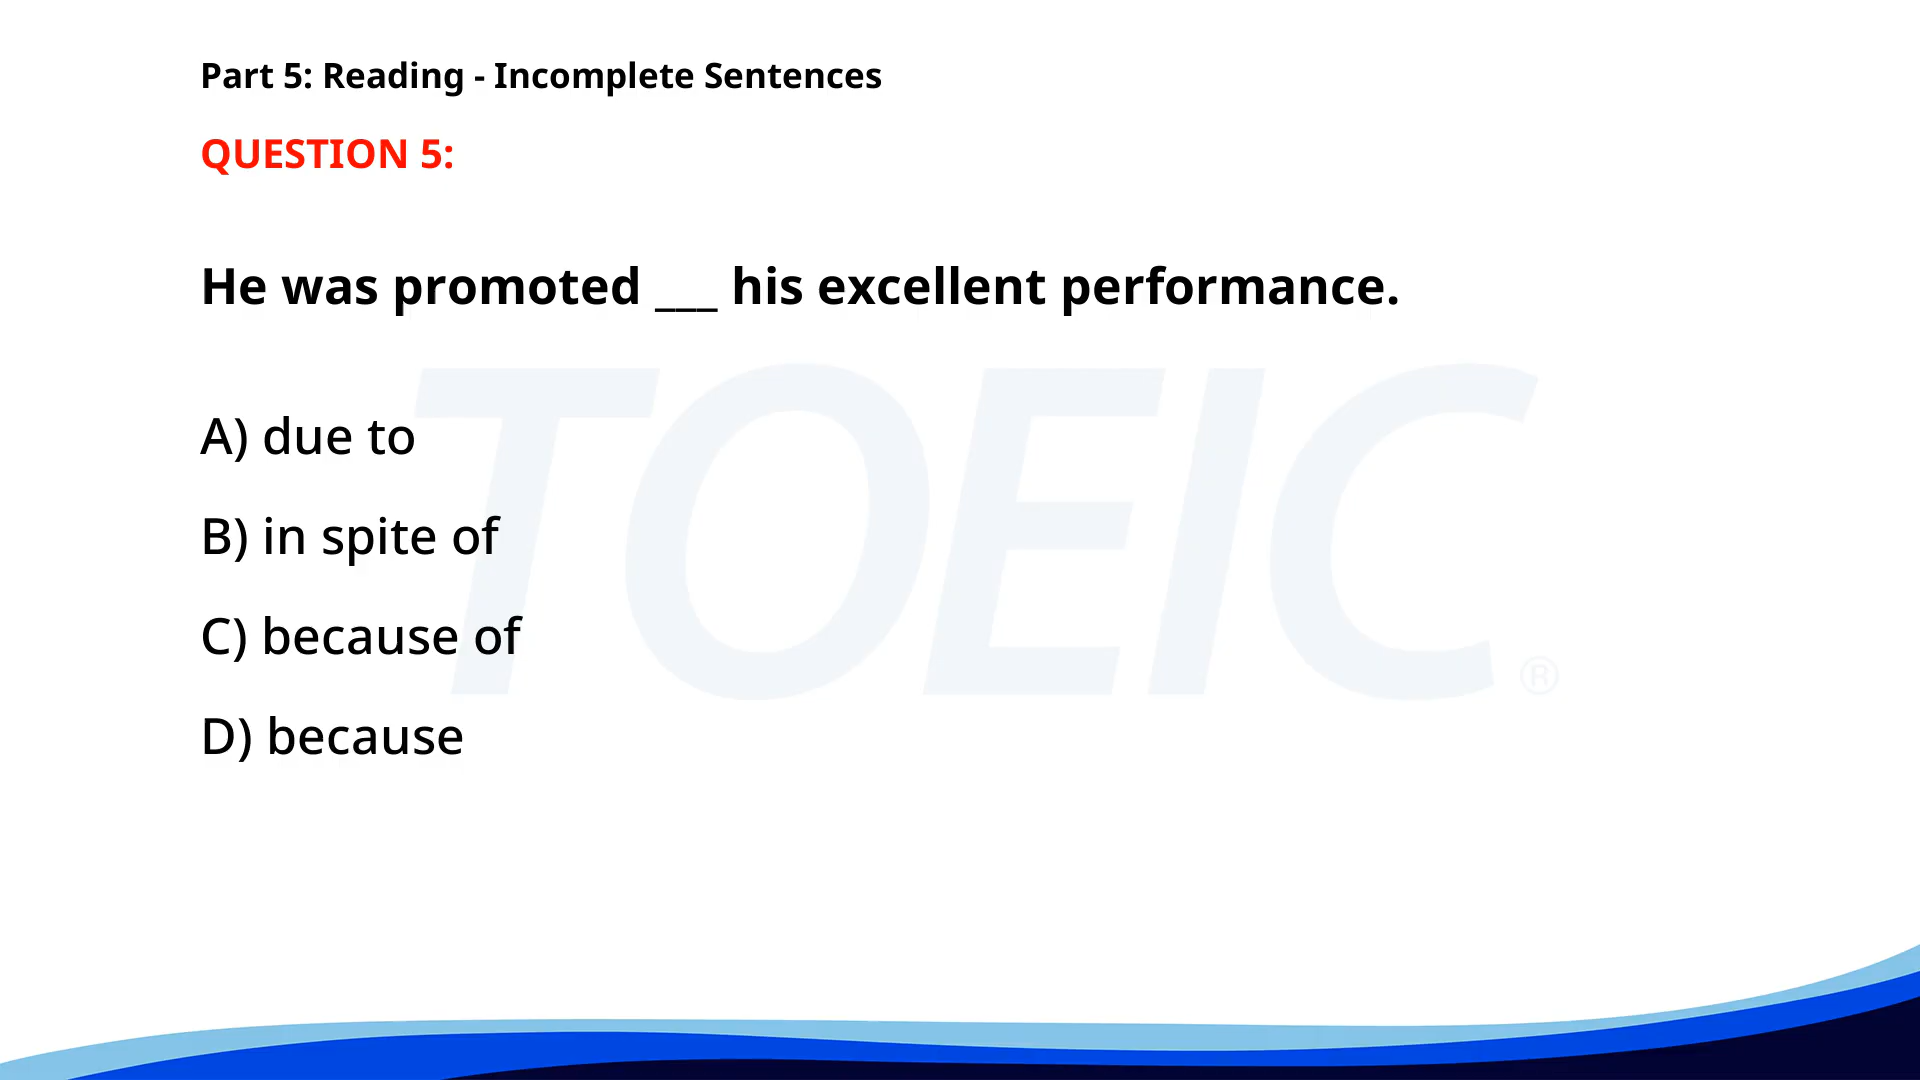 Part 5: Reading - Incomplete Sentences
QUESTION 5:
He was promoted ___ his excellent performance.
TOEIC®
A) due to
B) in spite of
C) because of
D) because